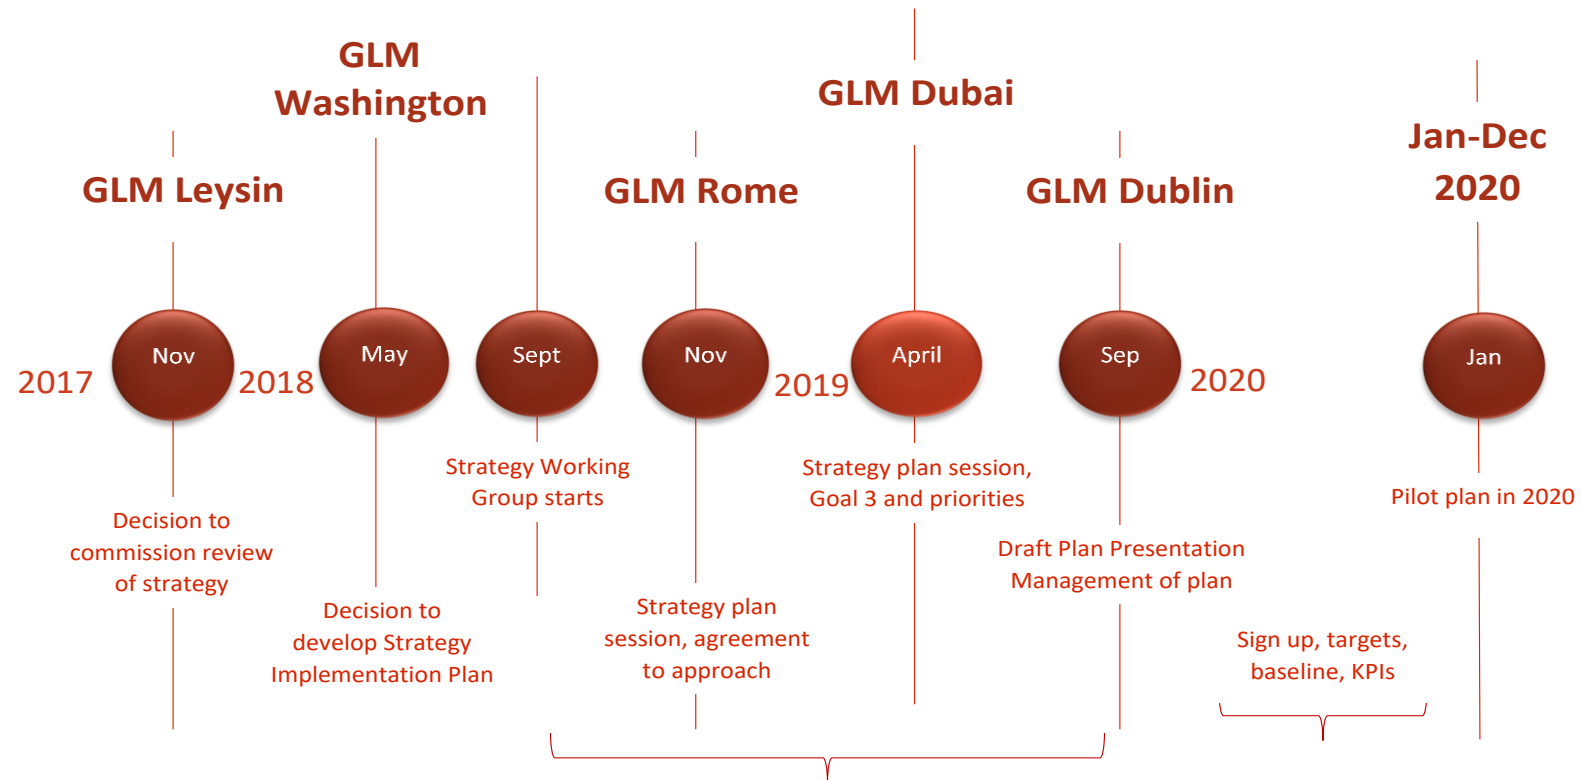 GLM
Washington
GLM Dubai
Jan-Dec
2020
GLM Leysin
GLM Rome
GLM Dublin
2017
Nov
2018
May
Sept
Nov
2019
April
Sep
2020
Jan
Decision to
commission review
of strategy
Decision to
develop Strategy
Implementation Plan
Strategy Working
Group starts
Strategy plan
session, agreement
to approach
Strategy plan session,
Goal 3 and priorities
Draft Plan Presentation
Management of plan
Sign up, targets,
baseline, KPIs
Pilot plan in 2020